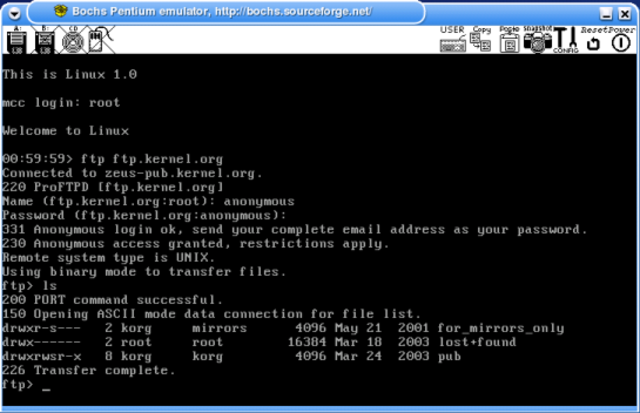 Bochs Pentium emulator, http://bochs.sourceforge.net/
A: B: CD USER Copy Paste Snapshot CONFIG Reset Power
This is Linux 1.0
mcc login: root
Welcome to Linux
00:59:59> ftp ftp.kernel.org
Connected to zeus-pub.kernel.org.
220 ProFTPD [ftp.kernel.org]
Name (ftp.kernel.org:root): anonymous
Password (ftp.kernel.org:anonymous):
331 Anonymous login ok, send your complete email address as your password.
230 Anonymous access granted, restrictions apply.
Remote system type is UNIX.
Using binary mode to transfer files.
ftp> ls
200 PORT command successful.
150 Opening ASCII mode data connection for file list.
drwxr-s--- 2 korg mirrors 4096 May 21 2001 for_mirrors_only
drwx------ 2 root root 16384 Mar 18 2003 lost+found
drwxrwsr-x 8 korg korg 4096 Mar 24 2003 pub
226 Transfer complete.
ftp> _